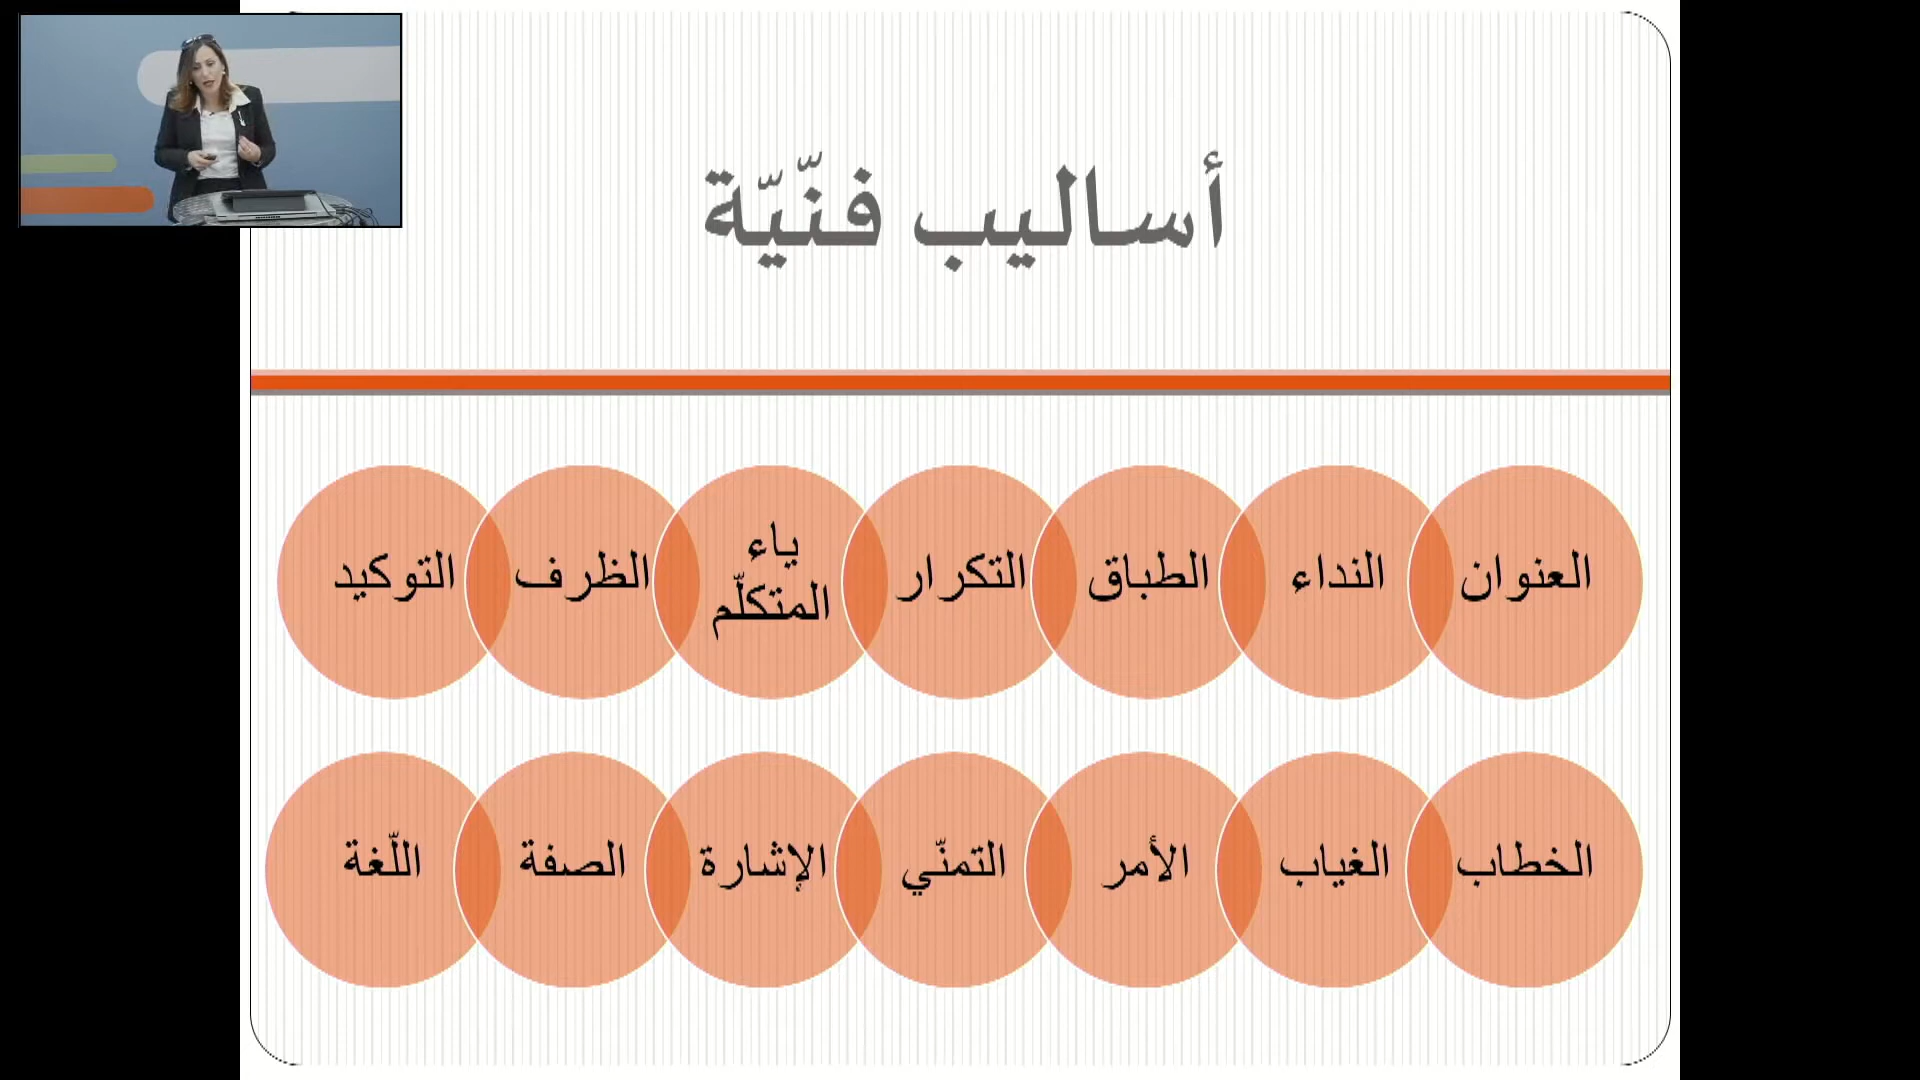 أساليب فنّيّة
العنوان
النداء
الطباق
التكرار
ياء
المتكلّم
الظرف
التوكيد
الخطاب
الغياب
الأمر
التمنّي
الإشارة
الصفة
اللّغة